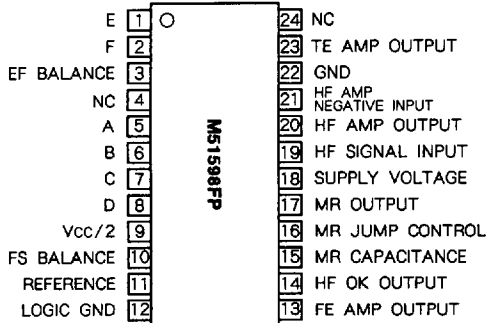 E 1
F 2
EF BALANCE 3
NC 4
A 5
B 6
C 7
D 8
Vcc/2 9
FS BALANCE 10
REFERENCE 11
LOGIC GND 12
M51598FP
24 NC
23 TE AMP OUTPUT
22 GND
21 HF AMP
NEGATIVE INPUT
20 HF AMP OUTPUT
19 HF SIGNAL INPUT
18 SUPPLY VOLTAGE
17 MR OUTPUT
16 MR JUMP CONTROL
15 MR CAPACITANCE
14 HF OK OUTPUT
13 FE AMP OUTPUT